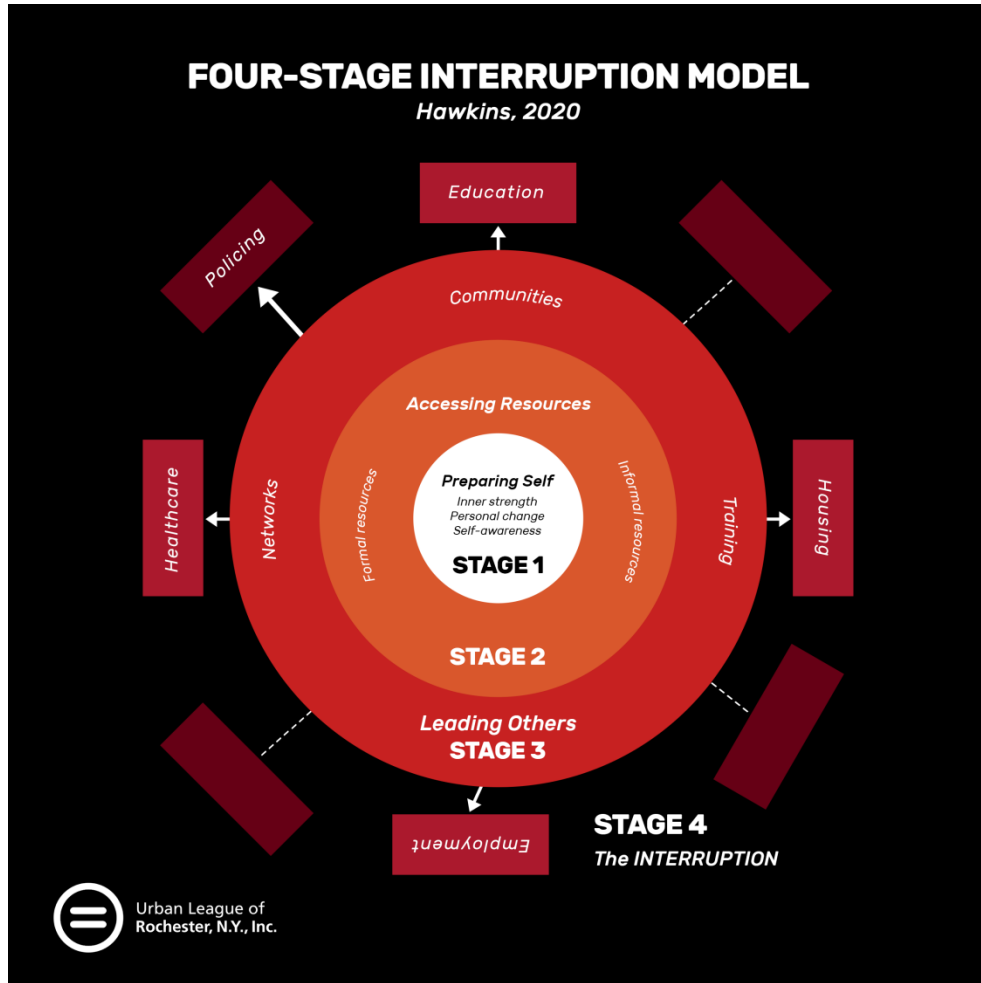 FOUR-STAGE INTERRUPTION MODEL
Hawkins, 2020
Education
Policing
Communities
Accessing Resources
Preparing Self
Inner strength
Personal change
Self-awareness
STAGE 1
Healthcare
Networks
Formal resources
Informal resources
Training
Housing
STAGE 2
Leading Others
STAGE 3
Employment
STAGE 4
The INTERRUPTION
Urban League of
Rochester, N.Y., Inc.